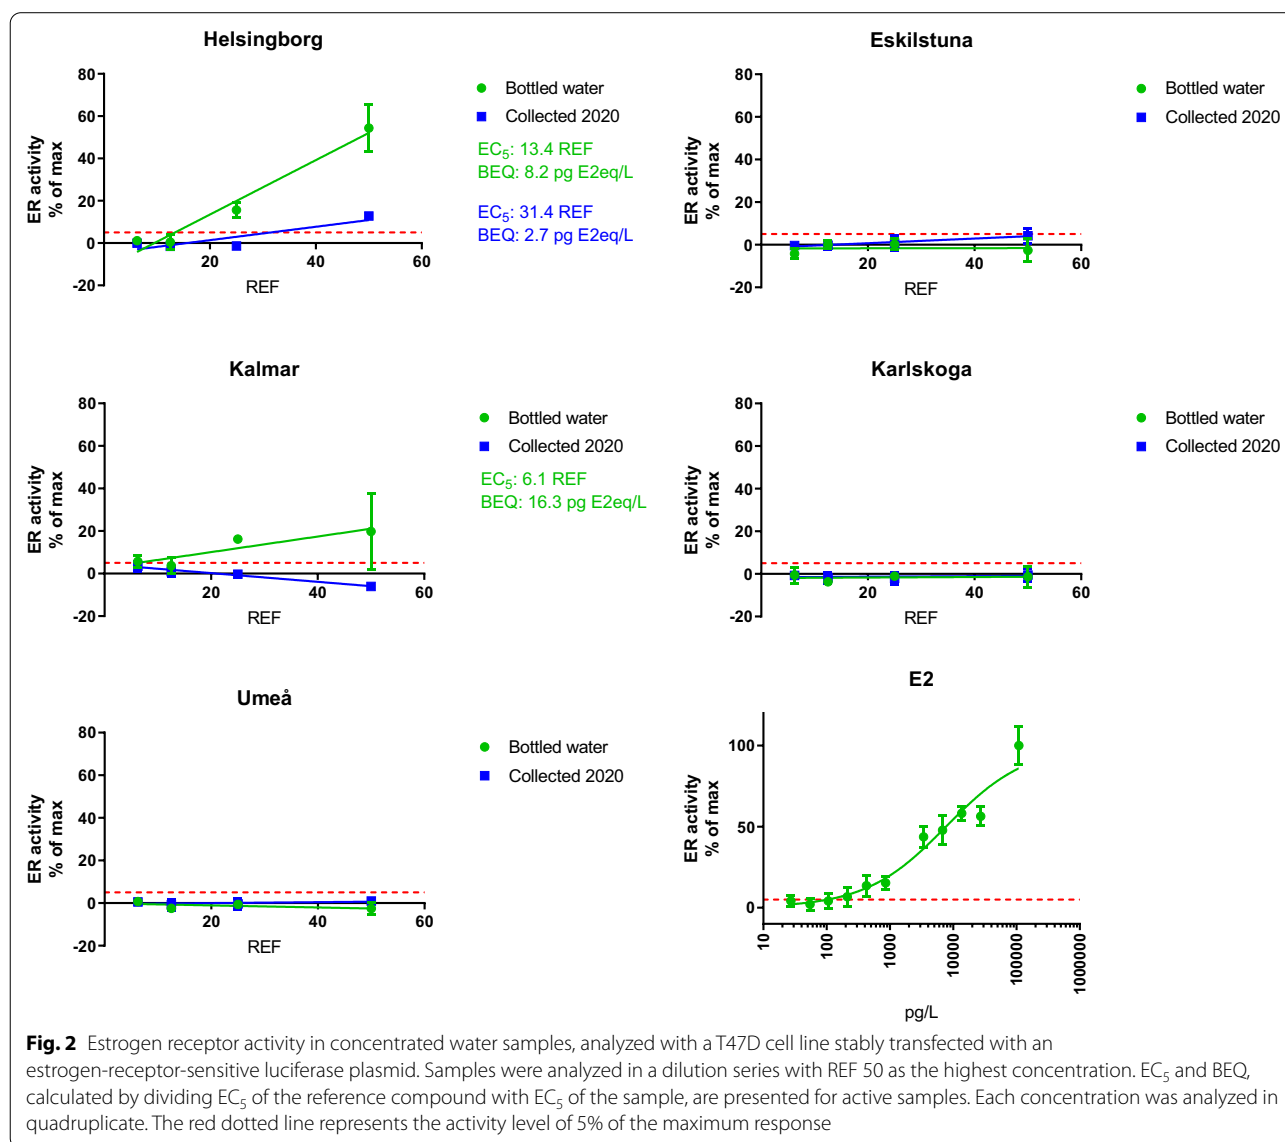 Helsingborg
80
60
40
20
0
-20
20
40
60
ER activity
% of max
REF
Bottled water
Collected 2020
EC5: 13.4 REF
BEQ: 8.2 pg E2eq/L
EC5: 31.4 REF
BEQ: 2.7 pg E2eq/L
Eskilstuna
80
60
40
20
0
-20
20
40
60
ER activity
% of max
REF
Bottled water
Collected 2020
Kalmar
80
60
40
20
0
-20
20
40
60
ER activity
% of max
REF
Bottled water
Collected 2020
EC5: 6.1 REF
BEQ: 16.3 pg E2eq/L
Karlskoga
80
60
40
20
0
-20
20
40
60
ER activity
% of max
REF
Bottled water
Collected 2020
Umeå
80
60
40
20
0
-20
20
40
60
ER activity
% of max
REF
Bottled water
Collected 2020
E2
100
50
0
ER activity
% of max
10
100
1000
10000
100000
1000000
pg/L
Fig. 2 Estrogen receptor activity in concentrated water samples, analyzed with a T47D cell line stably transfected with an
estrogen-receptor-sensitive luciferase plasmid. Samples were analyzed in a dilution series with REF 50 as the highest concentration. EC5 and BEQ,
calculated by dividing EC5 of the reference compound with EC5 of the sample, are presented for active samples. Each concentration was analyzed in
quadruplicate. The red dotted line represents the activity level of 5% of the maximum response